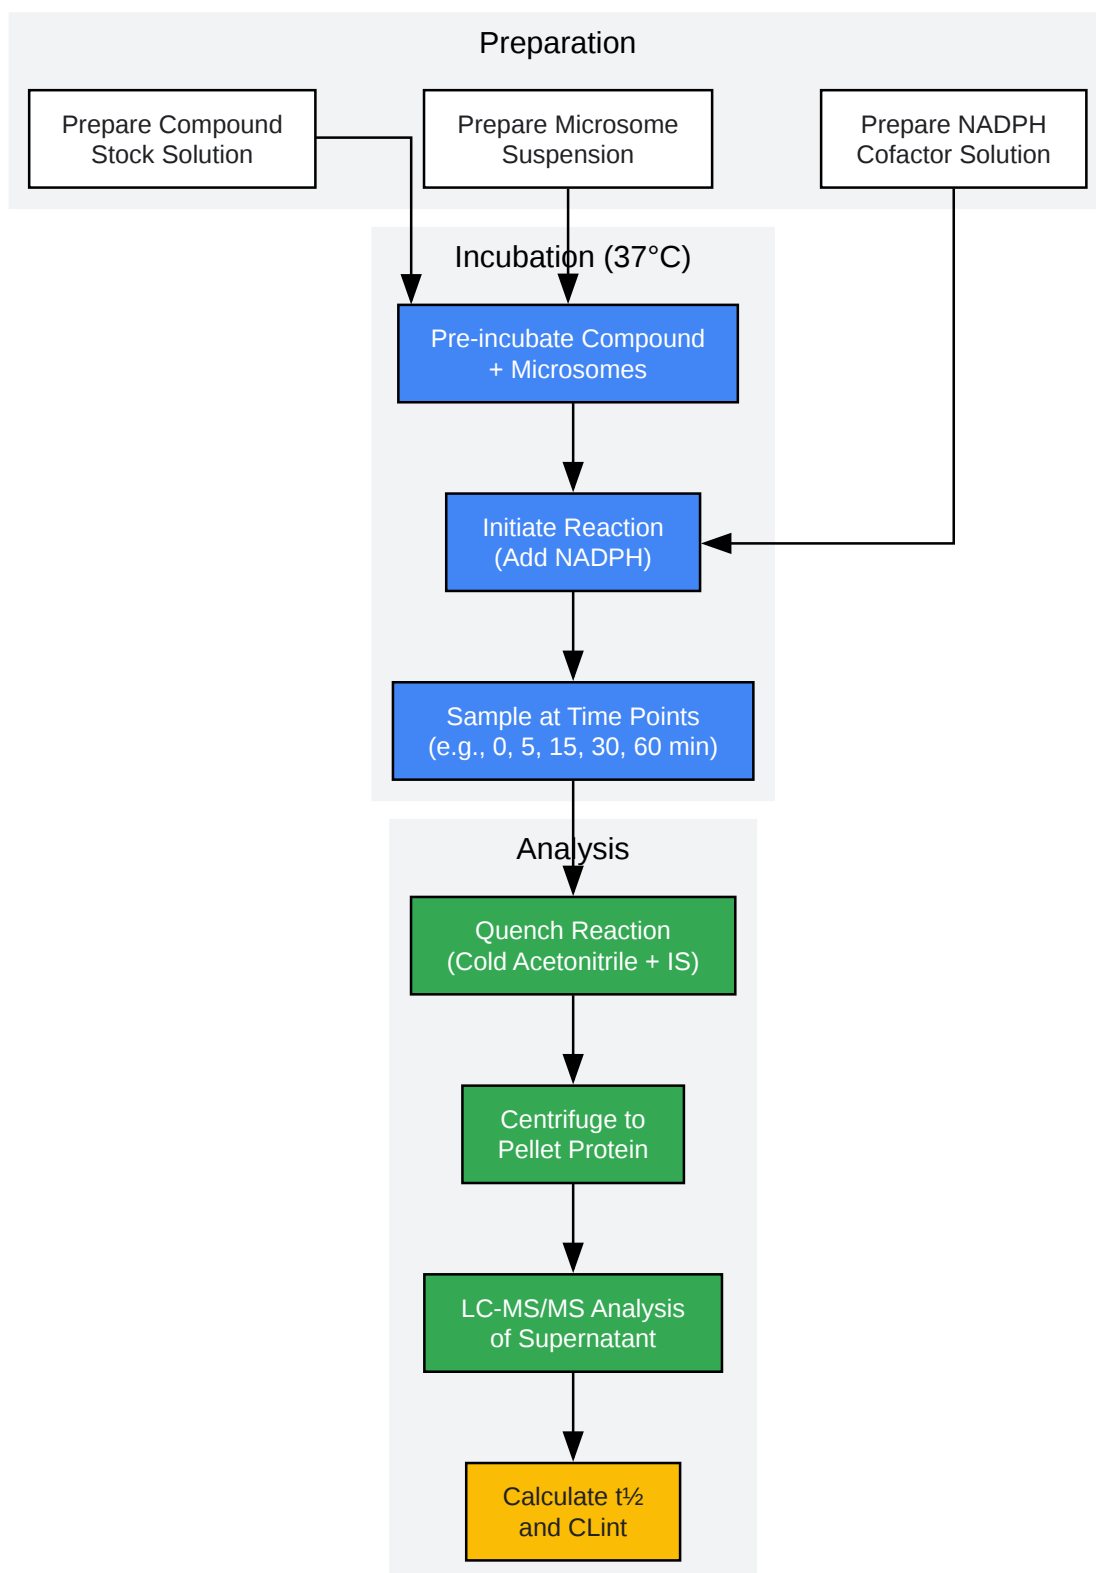 Preparation
Prepare Compound
Stock Solution
Prepare Microsome
Suspension
Prepare NADPH
Cofactor Solution
Incubation (37°C)
Pre-incubate Compound
+ Microsomes
Initiate Reaction
(Add NADPH)
Sample at Time Points
(e.g., 0, 5, 15, 30, 60 min)
Analysis
Quench Reaction
(Cold Acetonitrile + IS)
Centrifuge to
Pellet Protein
LC-MS/MS Analysis
of Supernatant
Calculate t½
and CLint